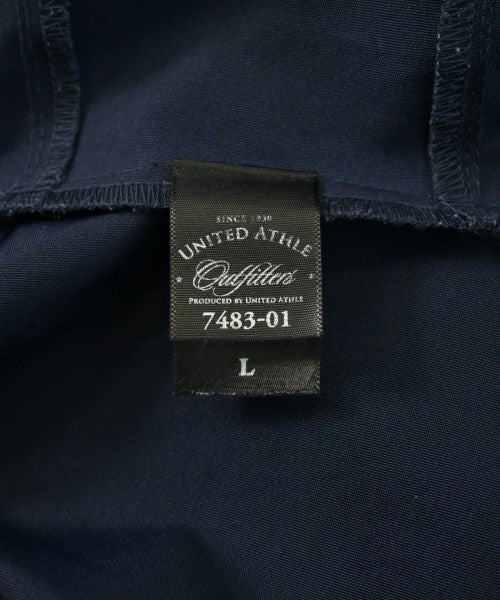 SINCE 1930
UNITED ATHLE
* Outfitters *
PRODUCED BY UNITED ATHLE
7483-01
L